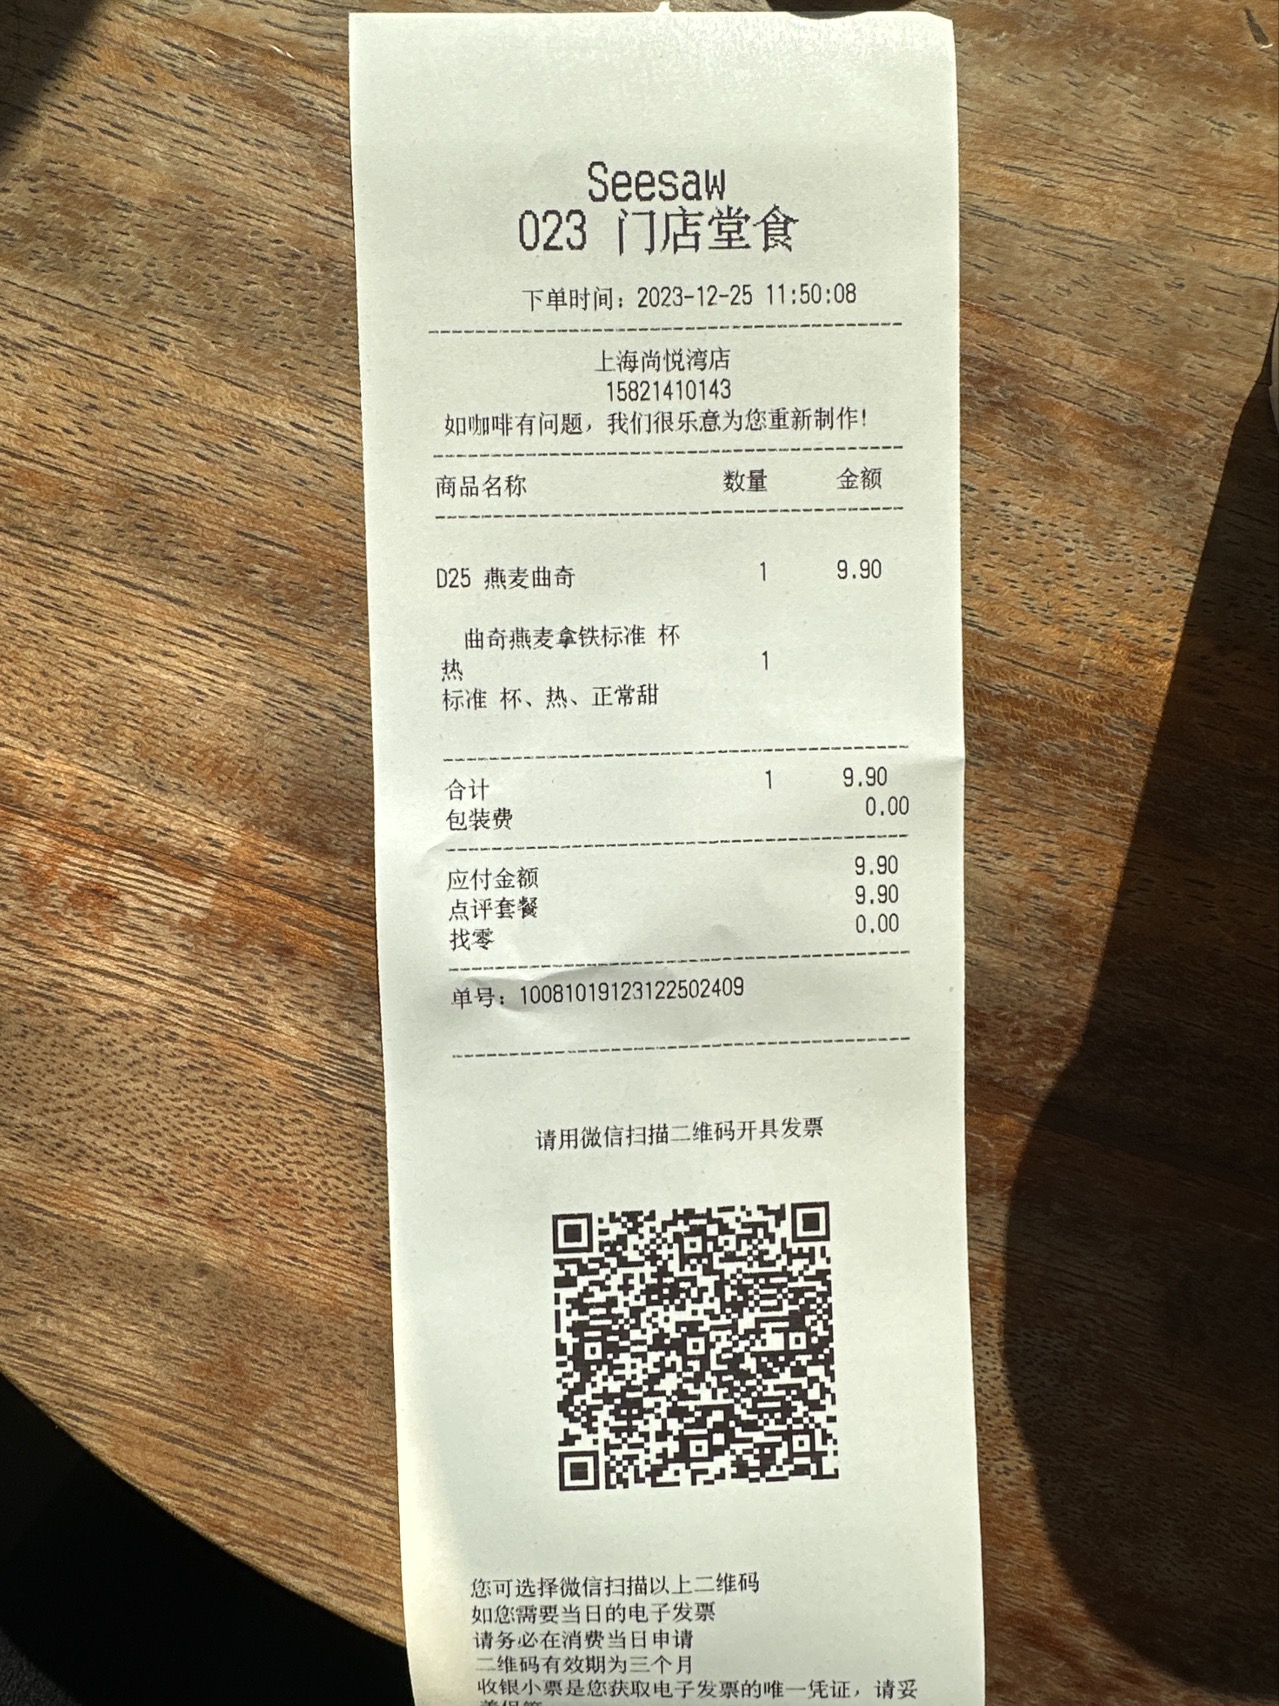 Seesaw
023 门店堂食
下单时间：2023-12-25 11:50:08
上海尚悦湾店
15821410143
如咖啡有问题，我们很乐意为您重新制作!
商品名称 数量 金额
D25 燕麦曲奇 1 9.90
曲奇燕麦拿铁标准 杯
热 1
标准 杯、热、正常甜
合计 1 9.90
包装费 0.00
应付金额 9.90
点评套餐 9.90
找零 0.00
单号：10081019123122502409
请用微信扫描二维码开具发票
您可选择微信扫描以上二维码
如您需要当日的电子发票
请务必在消费当日申请
二维码有效期为三个月
收银小票是您获取电子发票的唯一凭证，请妥